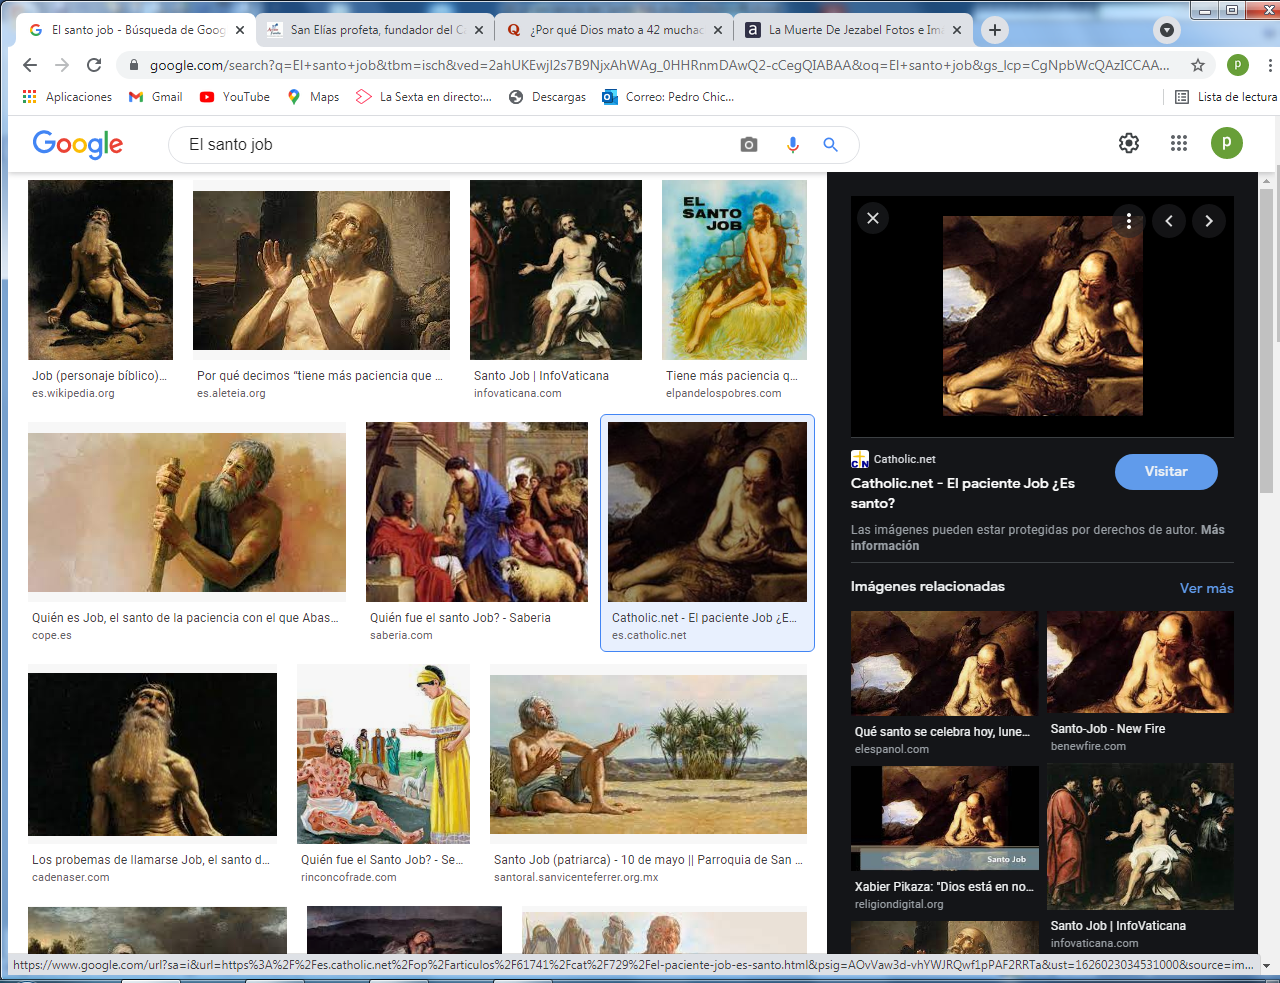 El santo job - Búsqueda de Goog
San Elías profeta, fundador del C
¿Por qué Dios mato a 42 muchac
La Muerte De Jezabel Fotos e Im
google.com/search?q=El+santo+job&tbm=isch&ved=2ahUKEwjI2s7B9NjxAhWAg_0HHRnmDAwQ2-cCegQIABAA&oq=El+santo+job&gs_lcp=CgNpbWcQAzICCAA...
p
Aplicaciones
Gmail
YouTube
Maps
La Sexta en directo:...
Descargas
Correo: Pedro Chic...
Lista de lectura
Google
El santo job
p
EL
SANTO
JOB
Job (personaje bíblico)...
es.wikipedia.org
Por qué decimos “tiene más paciencia que ...
es.aleteia.org
Santo Job | InfoVaticana
infovaticana.com
Tiene más paciencia q...
elpandelospobres.com
Quién es Job, el santo de la paciencia con el que Abas...
cope.es
Quién fue el santo Job? - Saberia
saberia.com
Catholic.net - El paciente Job ¿E...
es.catholic.net
Los probemas de llamarse Job, el santo d...
cadenaser.com
Quién fue el Santo Job? - Se...
rinconcofrade.com
Santo Job (patriarca) - 10 de mayo || Parroquia de San ...
santoral.sanvicenteferrer.org.mx
CN
Catholic.net
Catholic.net - El paciente Job ¿Es
santo?
Visitar
Las imágenes pueden estar protegidas por derechos de autor. Más
información
Imágenes relacionadas
Ver más
Qué santo se celebra hoy, lune...
elespanol.com
Santo-Job - New Fire
benewfire.com
Santo Job
Xabier Pikaza: "Dios está en no...
religiondigital.org
Santo Job | InfoVaticana
infovaticana.com
https://www.google.com/url?sa=i&url=https%3A%2F%2Fes.catholic.net%2Fop%2Farticulos%2F61741%2Fcat%2F729%2Fel-paciente-job-es-santo.html&psig=AOvVaw3d-vhYWJRQwf1pPAF2RRTa&ust=1626023034531000&source=im...